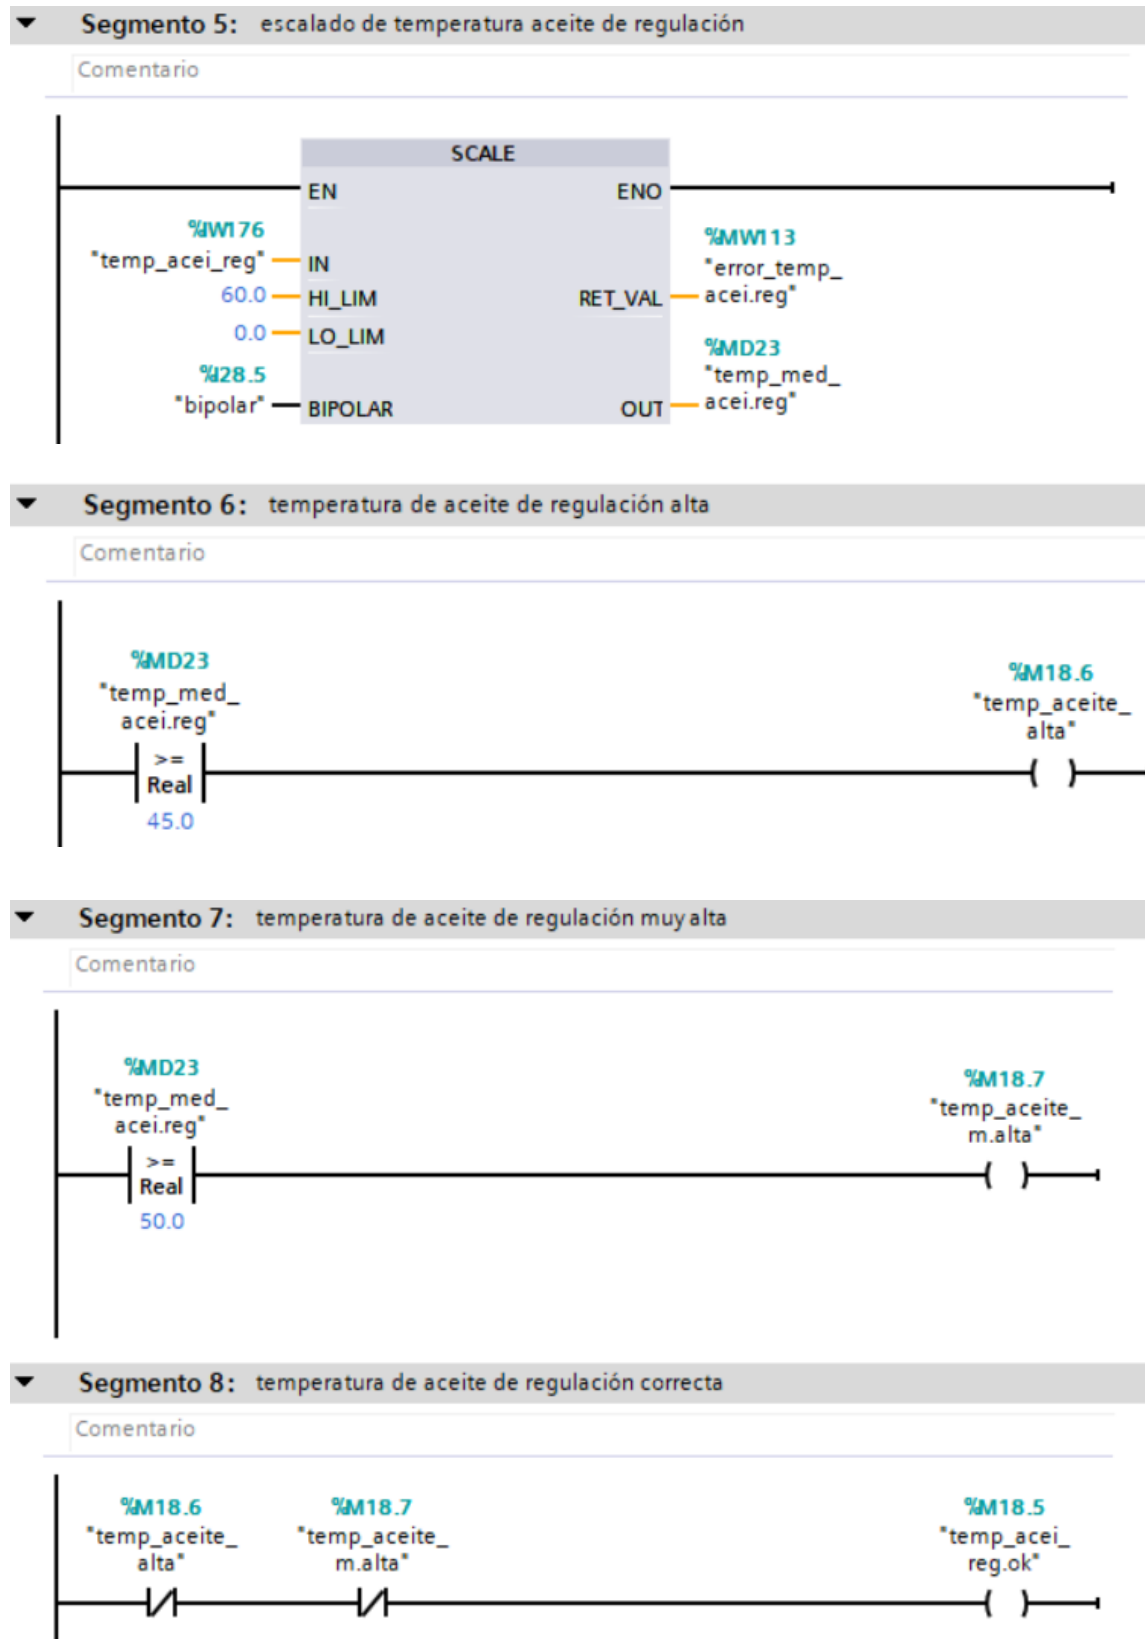 Segmento 5: escalado de temperatura aceite de regulación
Comentario
SCALE
EN ENO
%IW176
"temp_acei_reg" IN
60.0 HI_LIM
0.0 LO_LIM
%I28.5
"bipolar" BIPOLAR
%MW113
"error_temp_
RET_VAL acei.reg"
%MD23
"temp_med_
OUT acei.reg"
Segmento 6: temperatura de aceite de regulación alta
Comentario
%MD23
"temp_med_
acei.reg"
>=
Real
45.0
%M18.6
"temp_aceite_
alta"
Segmento 7: temperatura de aceite de regulación muy alta
Comentario
%MD23
"temp_med_
acei.reg"
>=
Real
50.0
%M18.7
"temp_aceite_
m.alta"
Segmento 8: temperatura de aceite de regulación correcta
Comentario
%M18.6
"temp_aceite_
alta"
%M18.7
"temp_aceite_
m.alta"
%M18.5
"temp_acei_
reg.ok"